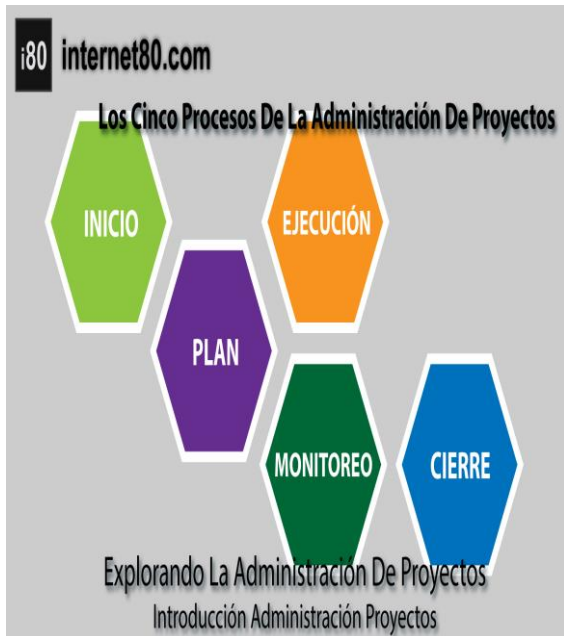 i80 internet80.com
Los Cinco Procesos De La Administración De Proyectos
INICIO
EJECUCIÓN
PLAN
MONITOREO
CIERRE
Explorando La Administración De Proyectos
Introducción Administración Proyectos